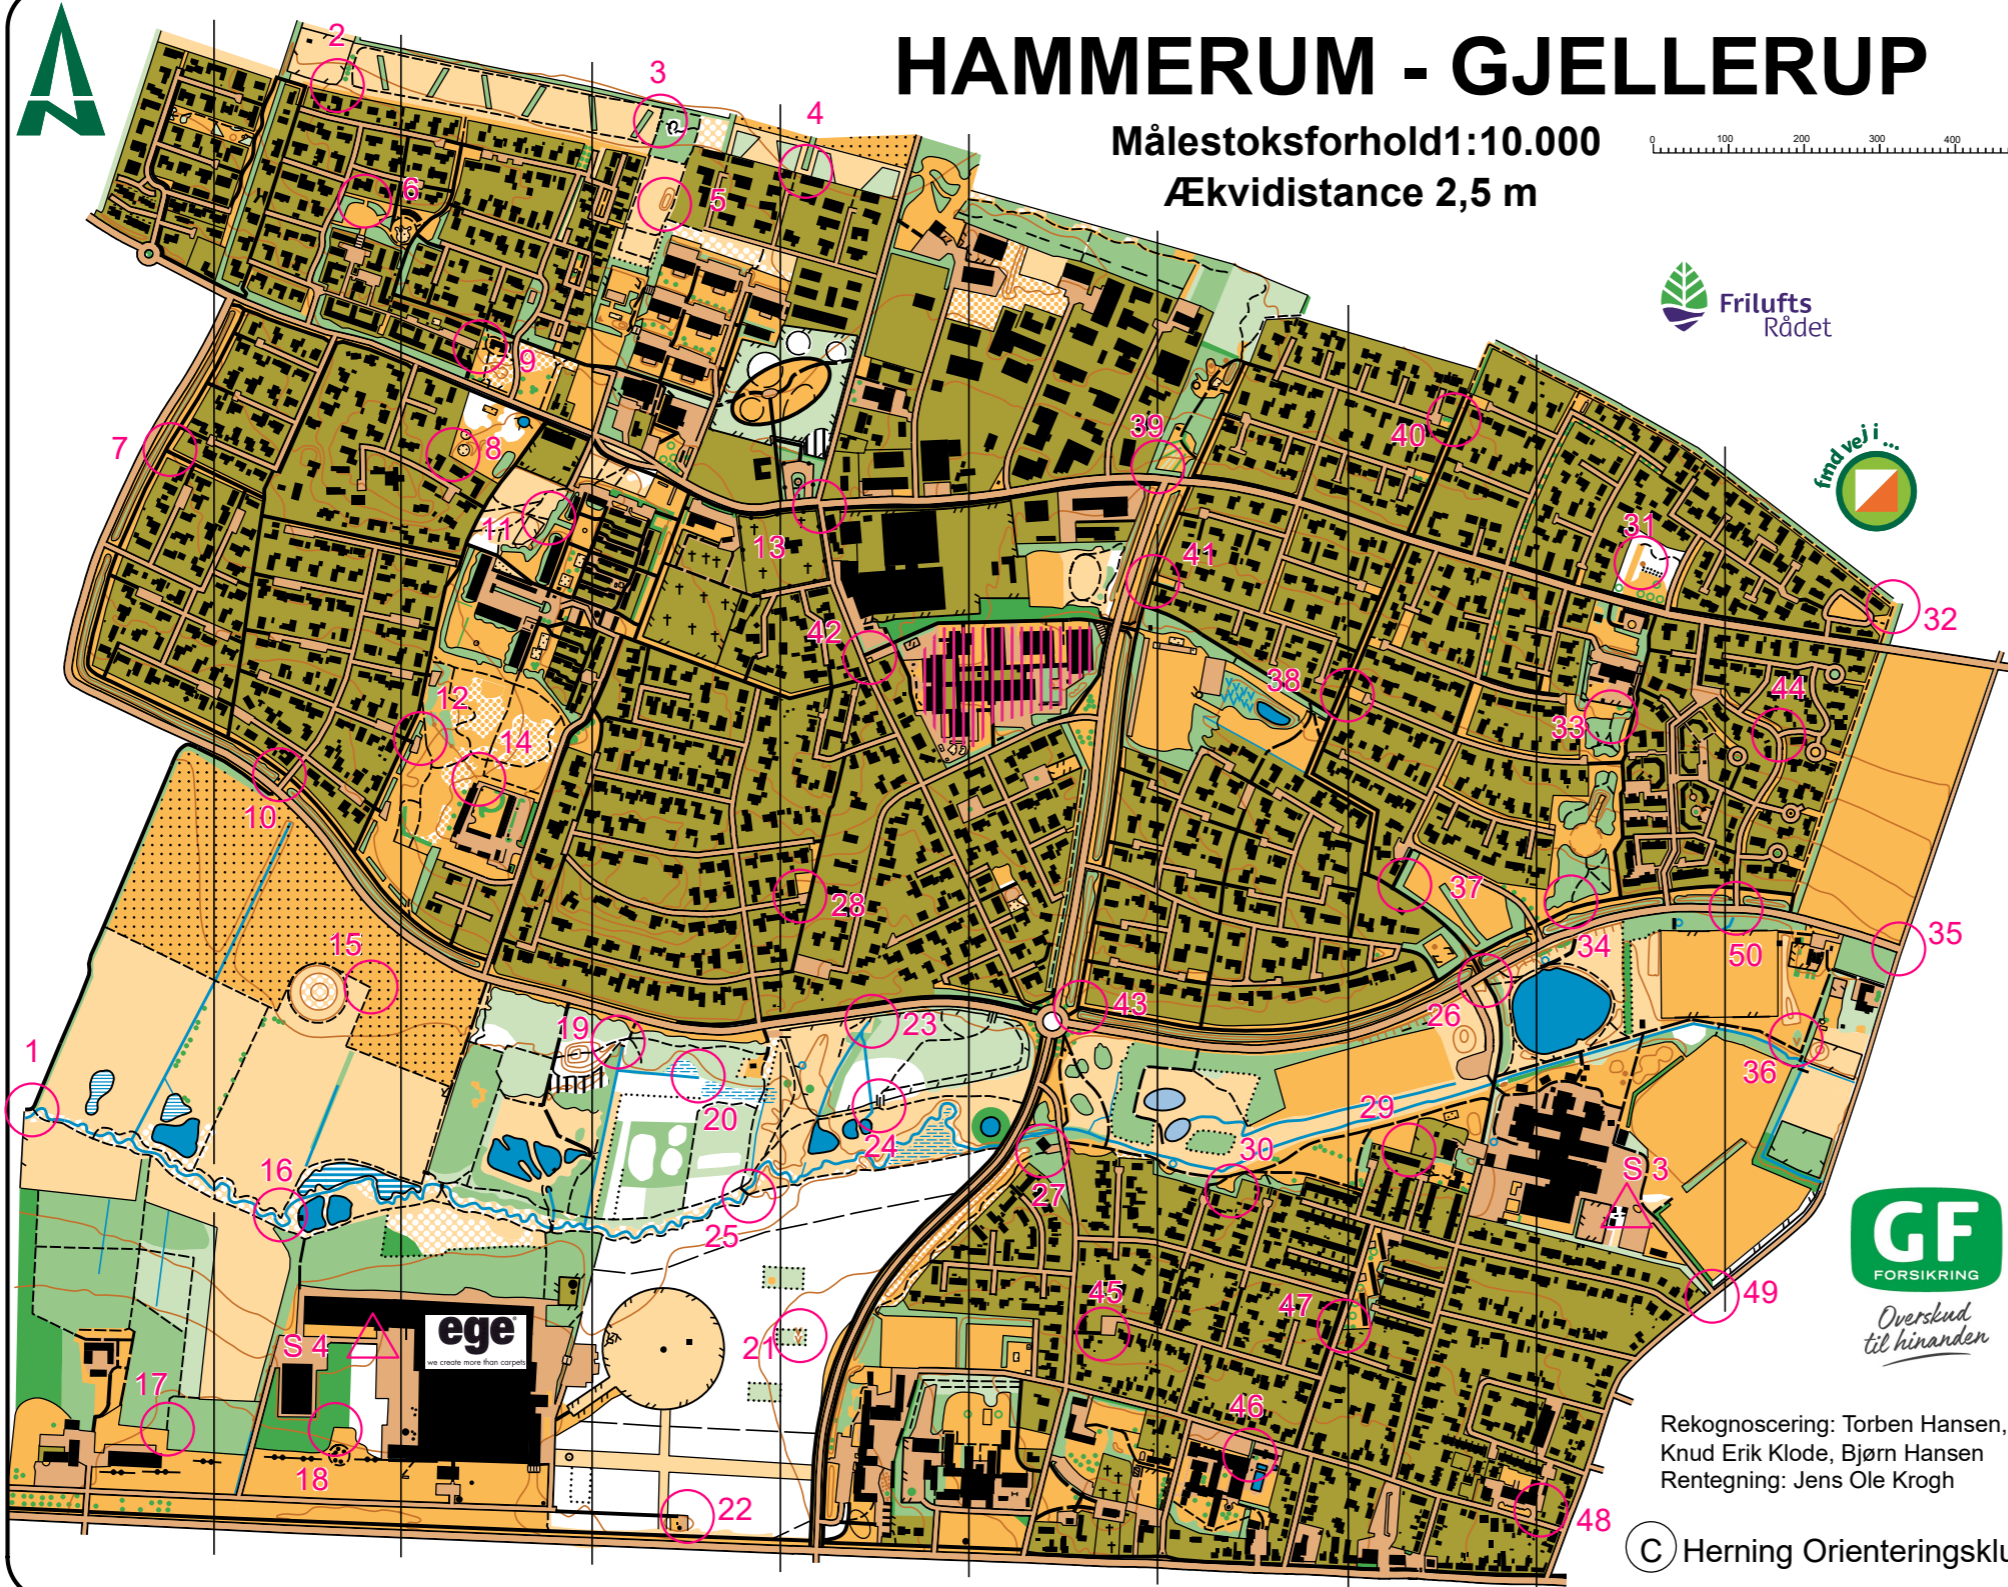 HAMMERUM - GJELLERUP
Målestoksforhold1:10.000
Ækvidistance 2,5 m
0 100 200 300 400
Frilufts
Rådet
find vej i ...
2
3
4
6
5
9
7
8
11
13
39
40
31
41
32
42
12
14
38
33
44
10
28
37
34
50
35
15
26
43
23
19
1
20
24
36
29
30
16
27
25
S 3
49
GF
FORSIKRING
Overskud
til hinanden
ege
we create more than carpets
S 4
21
45
47
17
46
18
22
48
Rekognoscering: Torben Hansen,
Knud Erik Klode, Bjørn Hansen
Rentegning: Jens Ole Krogh
C Herning Orienteringsklu